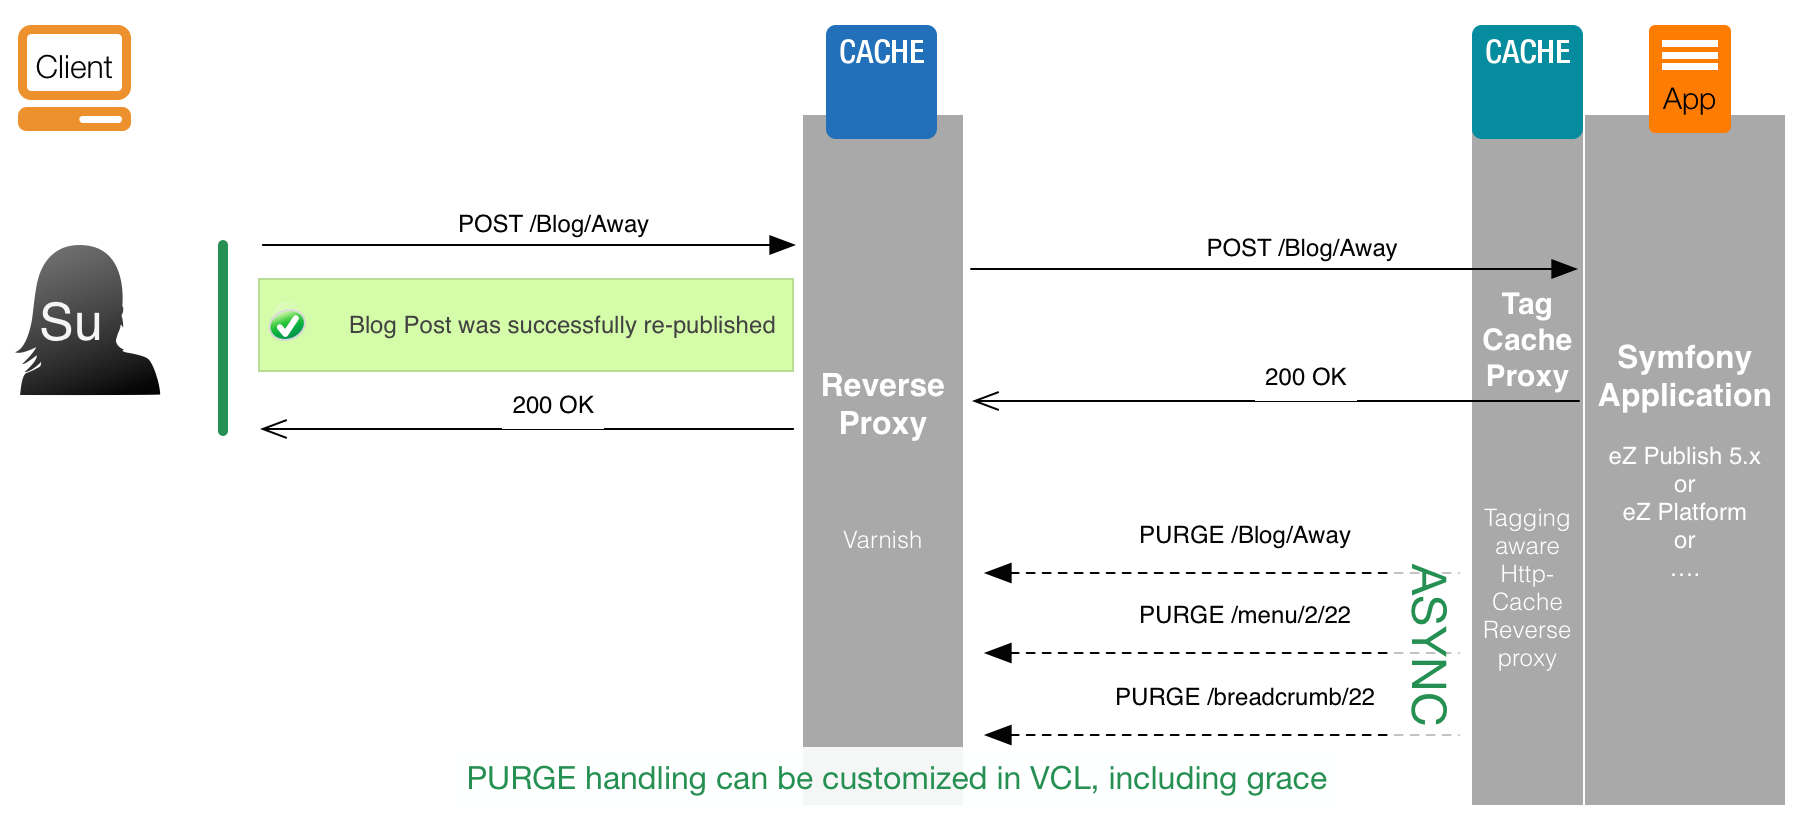 Client
CACHE
CACHE
App
POST /Blog/Away
POST /Blog/Away
Su
Blog Post was successfully re-published
200 OK
200 OK
Reverse
Proxy
Varnish
Tag
Cache
Proxy
Tagging
aware
Http-
Cache
Reverse
proxy
Symfony
Application
eZ Publish 5.x
or
eZ Platform
or
....
PURGE /Blog/Away
PURGE /menu/2/22
PURGE /breadcrumb/22
ASYNC
PURGE handling can be customized in VCL, including grace